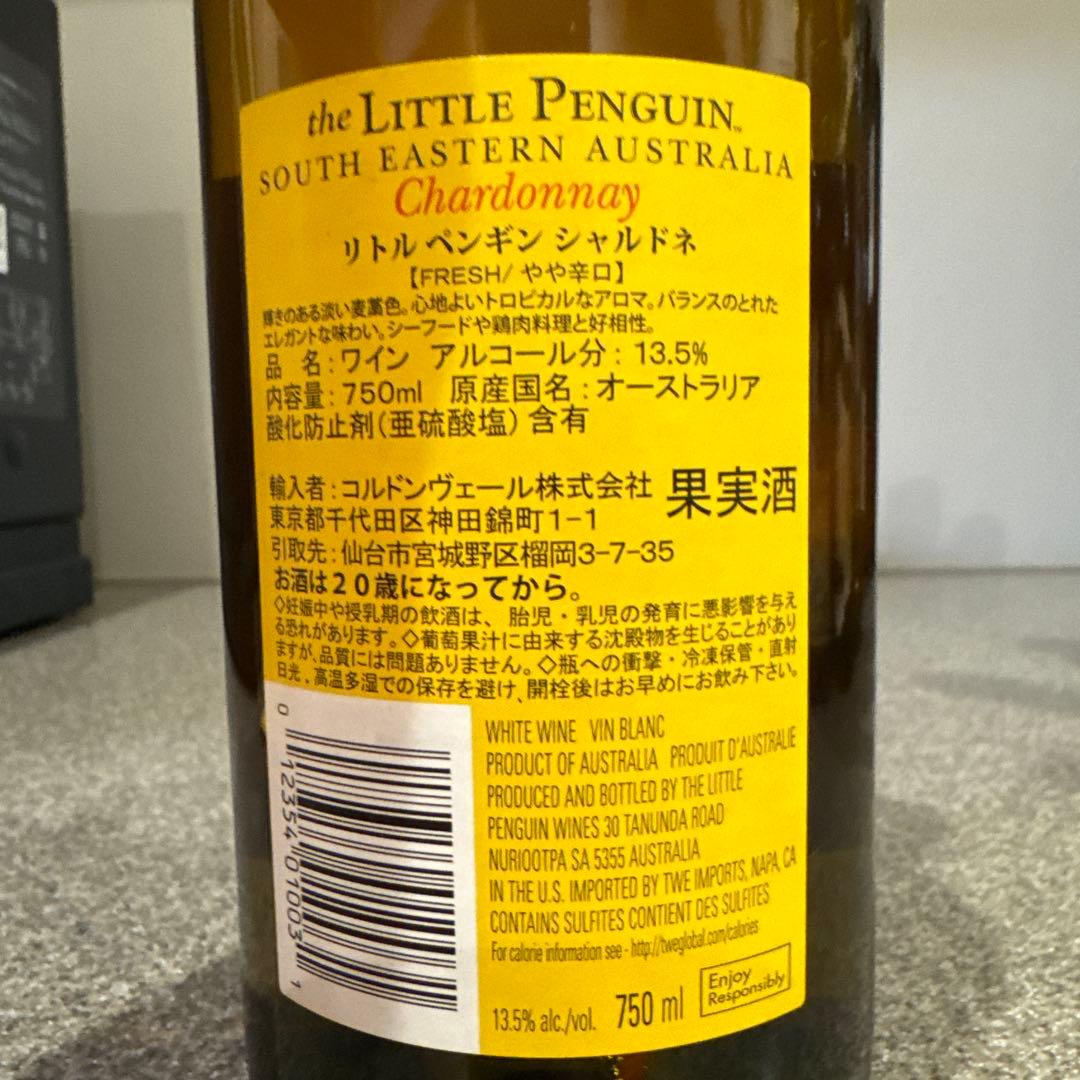 the LITTLE PENGUIN™
SOUTH EASTERN AUSTRALIA
Chardonnay
リトル ペンギン シャルドネ
【FRESH/ やや辛口】
輝きのある淡い麦藁色。心地よいトロピカルなアロマ。バランスのとれた
エレガントな味わい。シーフードや鶏肉料理と好相性。
品 名：ワイン アルコール分：13.5%
内容量：750ml 原産国名：オーストラリア
酸化防止剤（亜硫酸塩）含有
輸入者：コルドンヴェール株式会社 果実酒
東京都千代田区神田錦町1-1
引取先：仙台市宮城野区榴岡3-7-35
お酒は20歳になってから。
◇妊娠中や授乳期の飲酒は、胎児・乳児の発育に悪影響を与え
る恐れがあります。◇葡萄果汁に由来する沈殿物を生じることがあり
ますが、品質には問題ありません。◇瓶への衝撃・冷凍保管・直射
日光、高温多湿での保存を避け、開栓後はお早めにお飲み下さい。
0 12354 01003 1
WHITE WINE VIN BLANC
PRODUCT OF AUSTRALIA PRODUIT D'AUSTRALIE
PRODUCED AND BOTTLED BY THE LITTLE
PENGUIN WINES 30 TANUNDA ROAD
NURIOOTPA SA 5355 AUSTRALIA
IN THE U.S. IMPORTED BY TWE IMPORTS, NAPA, CA
CONTAINS SULFITES CONTIENT DES SULFITES
For calorie information see - http://tweglobal.com/calories
13.5% alc./vol. 750 ml
Enjoy
Responsibly